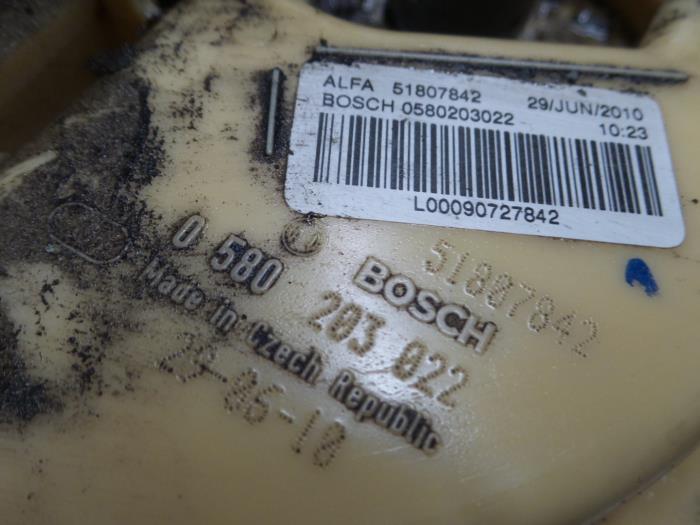 ALFA 51807842 29/JUN/2010
BOSCH 0580203022 10:23
L00090727842
51807842
BOSCH
0 580 203 022
Made in Czech Republic
-06-10